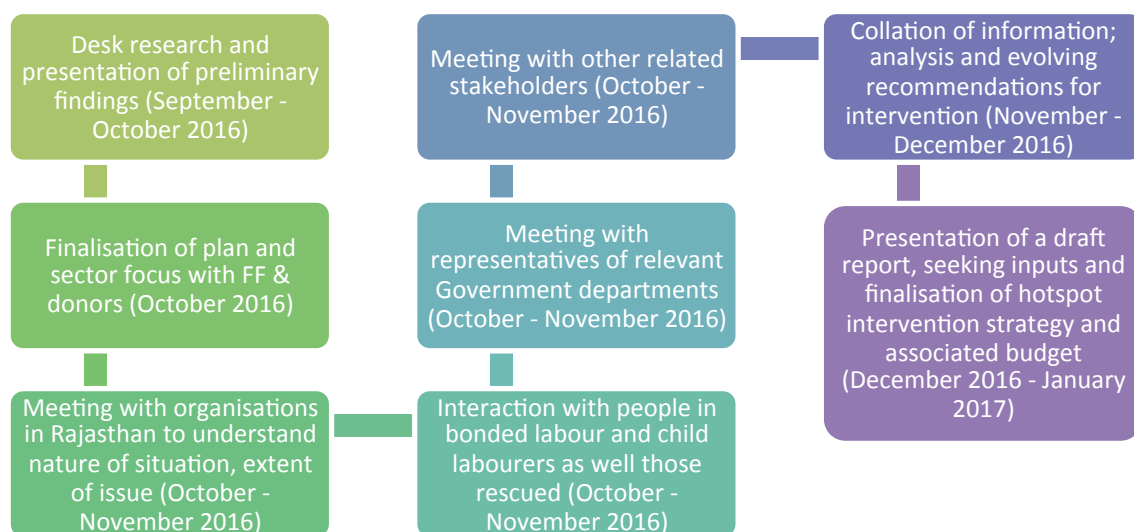 Desk research and
presentation of preliminary
findings (September -
October 2016)
Finalisation of plan and
sector focus with FF &
donors (October 2016)
Meeting with organisations
in Rajasthan to understand
nature of situation, extent
of issue (October -
November 2016)
Interaction with people in
bonded labour and child
labourers as well those
rescued (October -
November 2016)
Meeting with
representatives of relevant
Government departments
(October - November 2016)
Meeting with other related
stakeholders (October -
November 2016)
Collation of information;
analysis and evolving
recommendations for
intervention (November -
December 2016)
Presentation of a draft
report, seeking inputs and
finalisation of hotspot
intervention strategy and
associated budget
(December 2016 - January
2017)